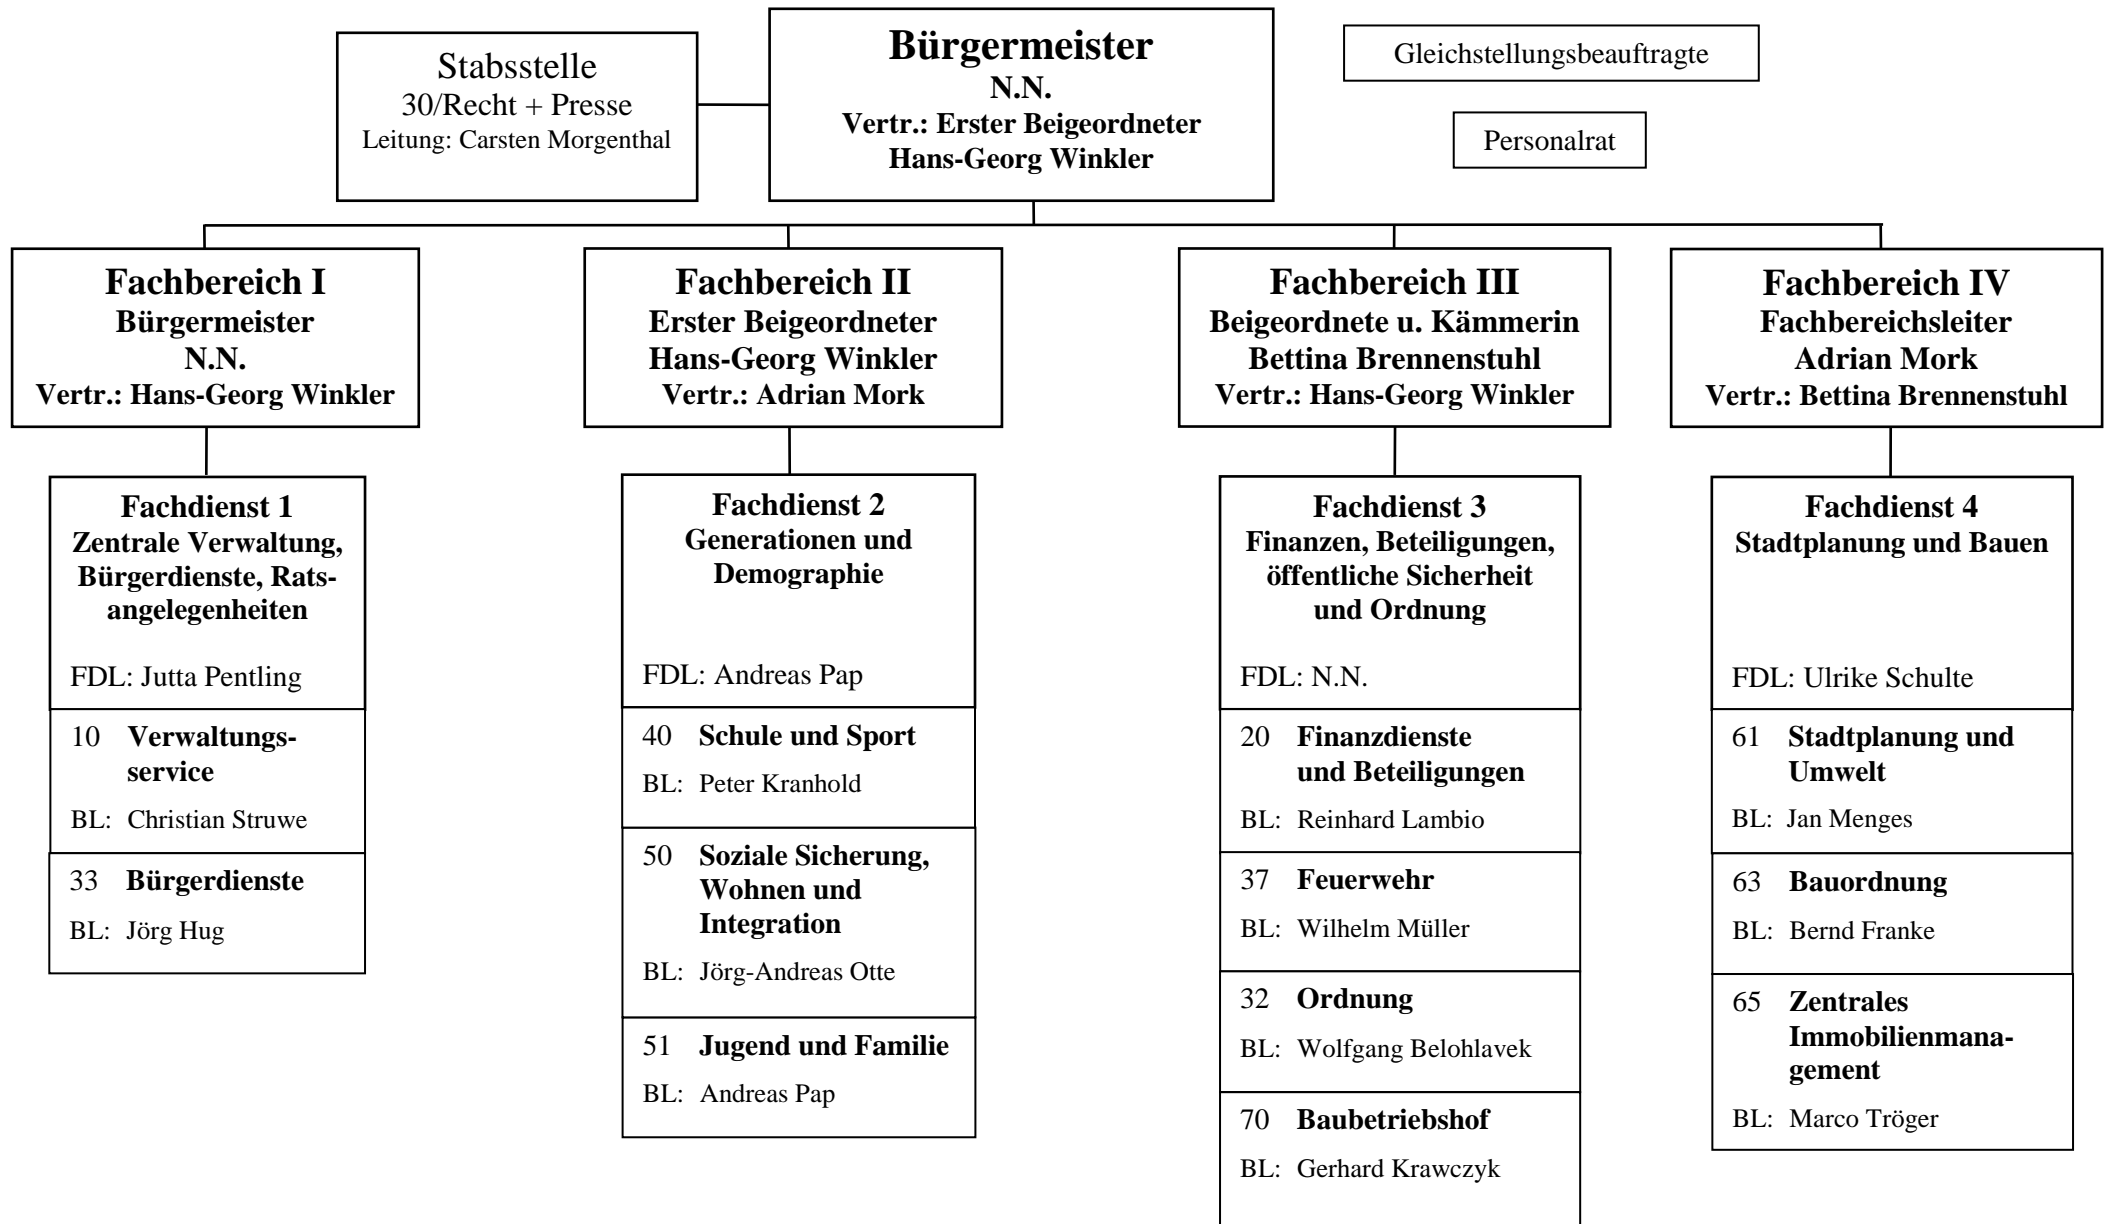 Stabsstelle
30/Recht + Presse
Leitung: Carsten Morgenthal
Bürgermeister
N.N.
Vertr.: Erster Beigeordneter
Hans-Georg Winkler
Gleichstellungsbeauftragte
Personalrat
Fachbereich I
Bürgermeister
N.N.
Vertr.: Hans-Georg Winkler
Fachbereich II
Erster Beigeordneter
Hans-Georg Winkler
Vertr.: Adrian Mork
Fachbereich III
Beigeordnete u. Kämmerin
Bettina Brennenstuhl
Vertr.: Hans-Georg Winkler
Fachbereich IV
Fachbereichsleiter
Adrian Mork
Vertr.: Bettina Brennenstuhl
Fachdienst 1
Zentrale Verwaltung,
Bürgerdienste, Rats-
angelegenheiten
FDL: Jutta Pentling
10 Verwaltungs-
service
BL: Christian Struwe
33 Bürgerdienste
BL: Jörg Hug
Fachdienst 2
Generationen und
Demographie
FDL: Andreas Pap
40 Schule und Sport
BL: Peter Kranhold
50 Soziale Sicherung,
Wohnen und
Integration
BL: Jörg-Andreas Otte
51 Jugend und Familie
BL: Andreas Pap
Fachdienst 3
Finanzen, Beteiligungen,
öffentliche Sicherheit
und Ordnung
FDL: N.N.
20 Finanzdienste
und Beteiligungen
BL: Reinhard Lambio
37 Feuerwehr
BL: Wilhelm Müller
32 Ordnung
BL: Wolfgang Belohlavek
70 Baubetriebshof
BL: Gerhard Krawczyk
Fachdienst 4
Stadtplanung und Bauen
FDL: Ulrike Schulte
61 Stadtplanung und
Umwelt
BL: Jan Menges
63 Bauordnung
BL: Bernd Franke
65 Zentrales
Immobilienmana-
gement
BL: Marco Tröger